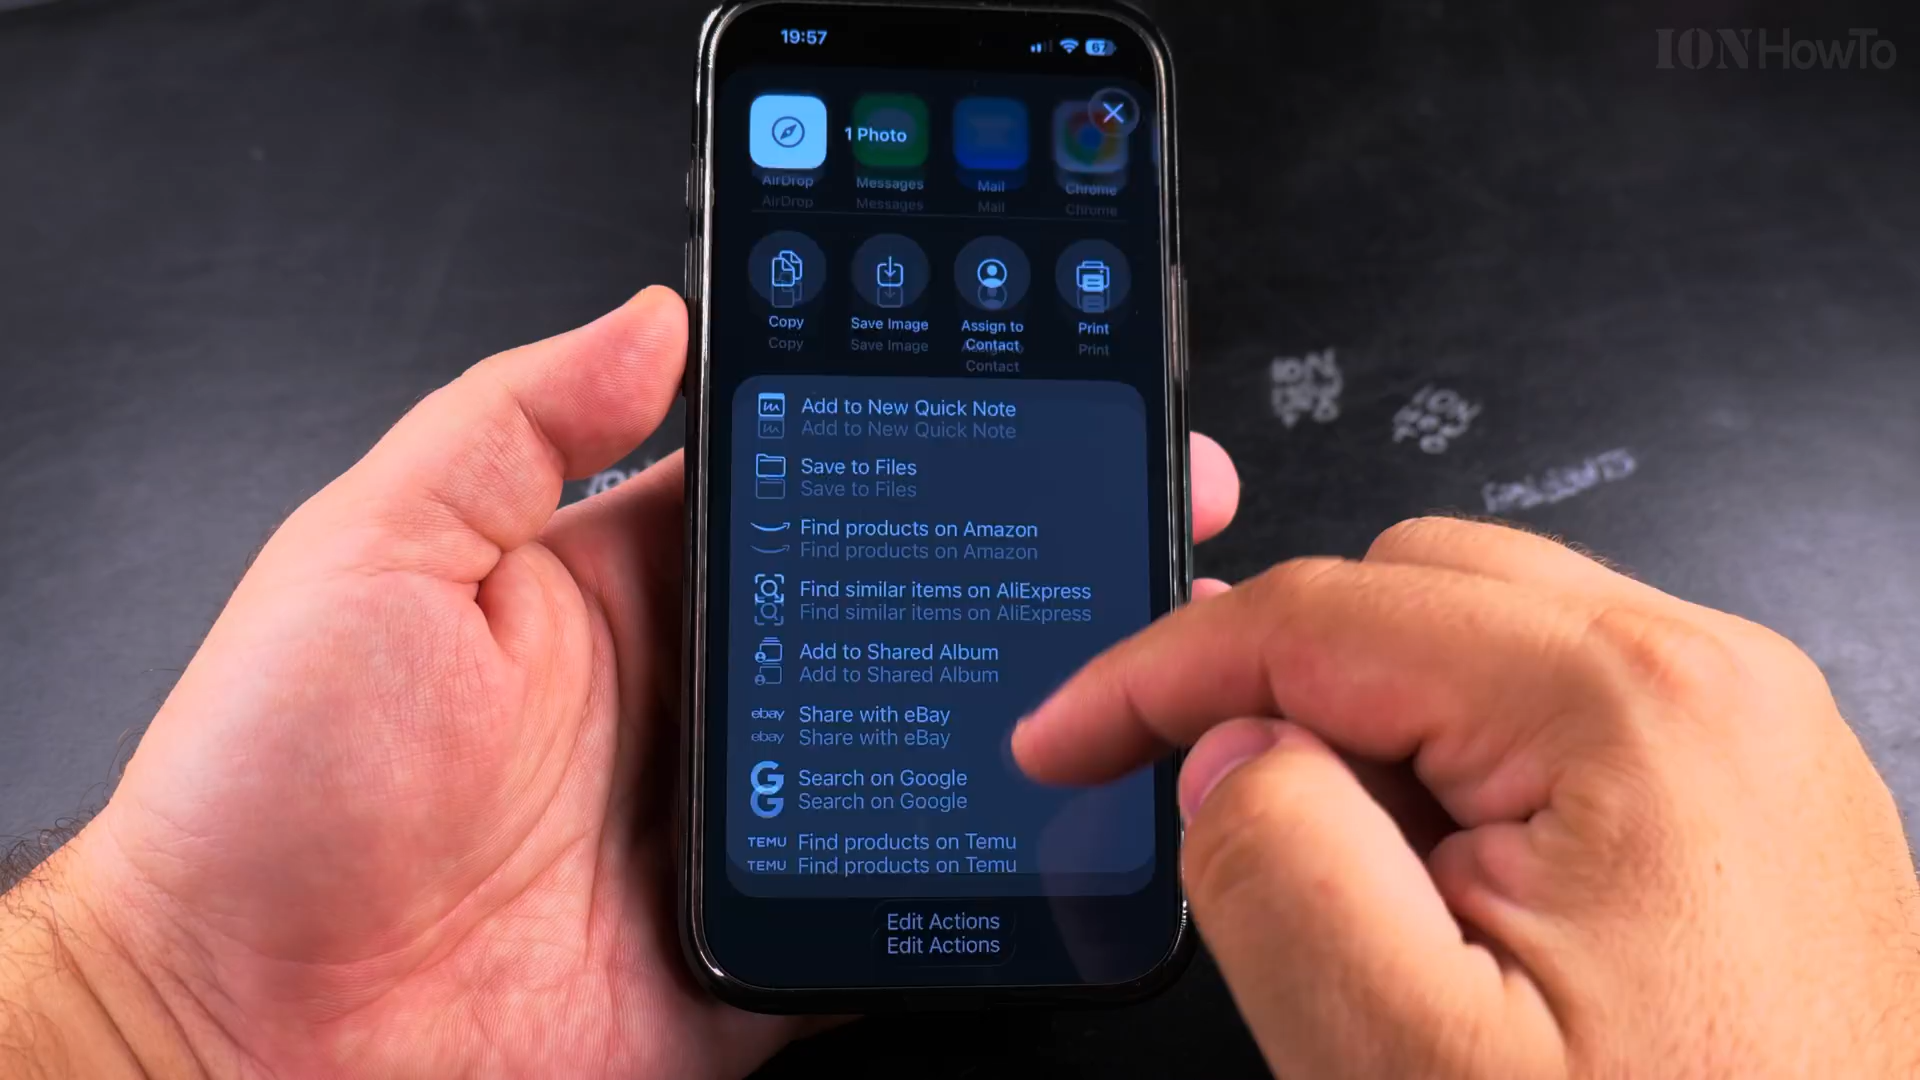 ION HowTo
19:57
67
1 Photo
AirDrop
Messages
Mail
Chrome
AirDrop
Messages
Mail
Chrome
Copy
Save Image
Assign to
Contact
Print
Copy
Save Image
Contact
Print
Add to New Quick Note
Add to New Quick Note
Save to Files
Save to Files
Find products on Amazon
Find products on Amazon
Find similar items on AliExpress
Find similar items on AliExpress
Add to Shared Album
Add to Shared Album
ebay Share with eBay
ebay Share with eBay
G Search on Google
G Search on Google
TEMU Find products on Temu
TEMU Find products on Temu
Edit Actions
Edit Actions
ION